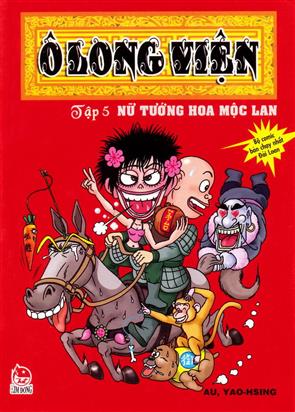 Ô LONG VIỆN
Tập 5 NỮ TƯỚNG HOA MỘC LAN
Bộ comic
bán chạy nhất
Đài Loan
AU, YAO-HSING
KIM ĐỒNG